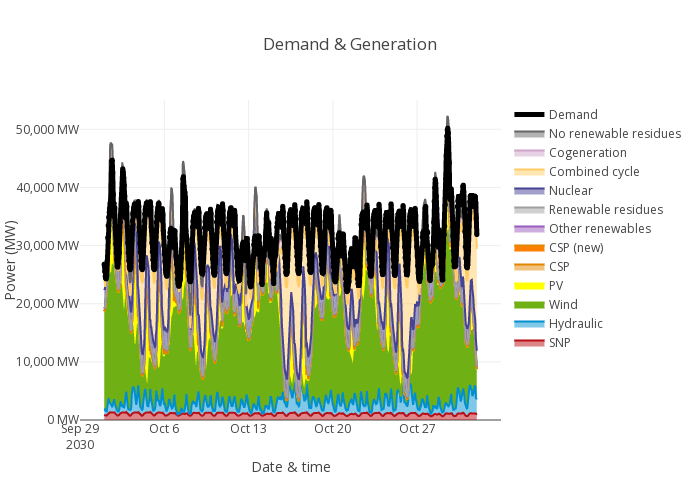 Demand & Generation
Power (MW)
50,000 MW
40,000 MW
30,000 MW
20,000 MW
10,000 MW
0 MW
Sep 29
2030
Oct 6
Oct 13
Oct 20
Oct 27
Date & time
Demand
No renewable residues
Cogeneration
Combined cycle
Nuclear
Renewable residues
Other renewables
CSP (new)
CSP
PV
Wind
Hydraulic
SNP